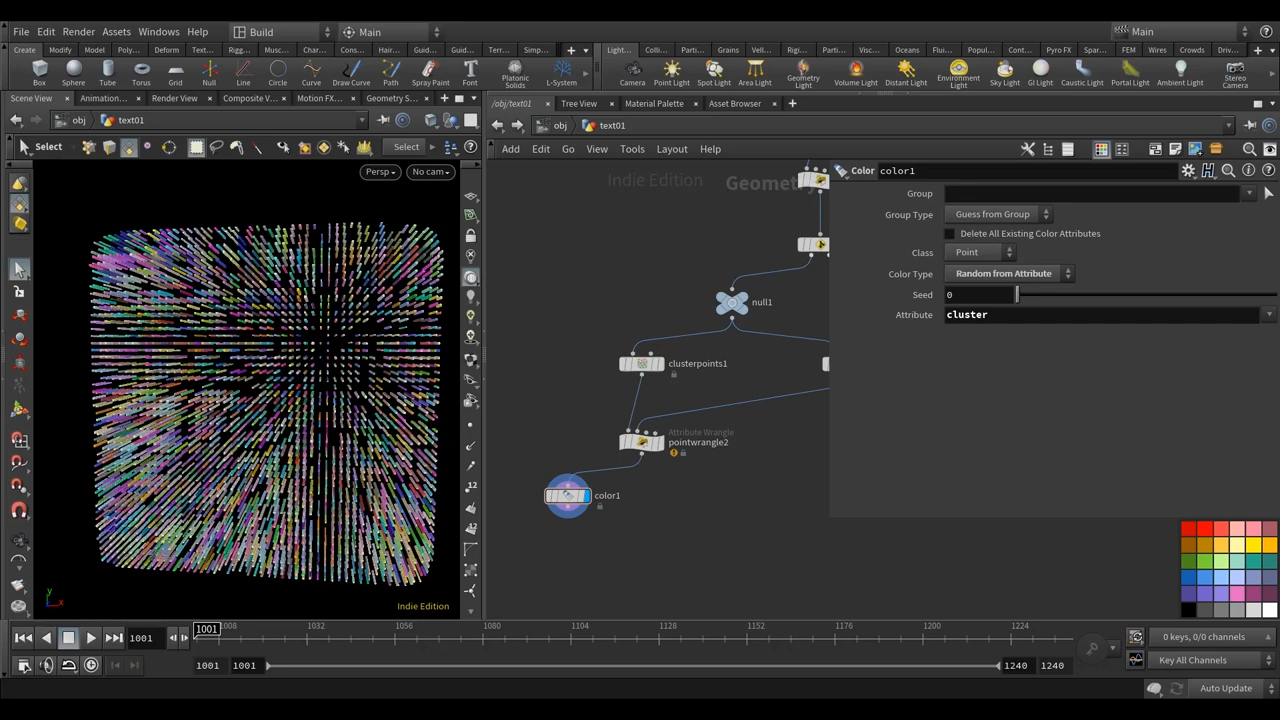 File Edit Render Assets Windows Help Build Main Main
Create Modify Model Poly... Deform Text... Rigg... Musc... Char... Cons... Hair... Guid... Guid... Terr... Simp... Light... Colli... Parti... Grains Vell... Rigi... Parti... Visc... Oceans Flui... Popul... Cont... Pyro FX Spar... FEM Wires Crowds Driv...
Box Sphere Tube Torus Grid Null Line Circle Curve Draw Curve Path Spray Paint Font Platonic Solids L-System Camera Point Light Spot Light Area Light Geometry Light Volume Light Distant Light Environment Light Sky Light GI Light Caustic Light Portal Light Ambient Light Stereo Camera
Scene View Animation... Render View Composite V... Motion FX... Geometry S... /obj/text01 Tree View Material Palette Asset Browser
obj text01 obj text01
Select Select Add Edit Go View Tools Layout Help
Persp No cam
Indie Edition Geometry
Color color1
Group
Group Type Guess from Group
Delete All Existing Color Attributes
Class Point
Color Type Random from Attribute
Seed 0
Attribute cluster
null1
clusterpoints1
Attribute Wrangle
pointwrangle2
color1
12
12
y
x
Indie Edition
1001 1001 1008 1032 1056 1080 1104 1128 1152 1176 1200 1224 0 keys, 0/0 channels
1001 1001 1240 1240 Key All Channels
Auto Update